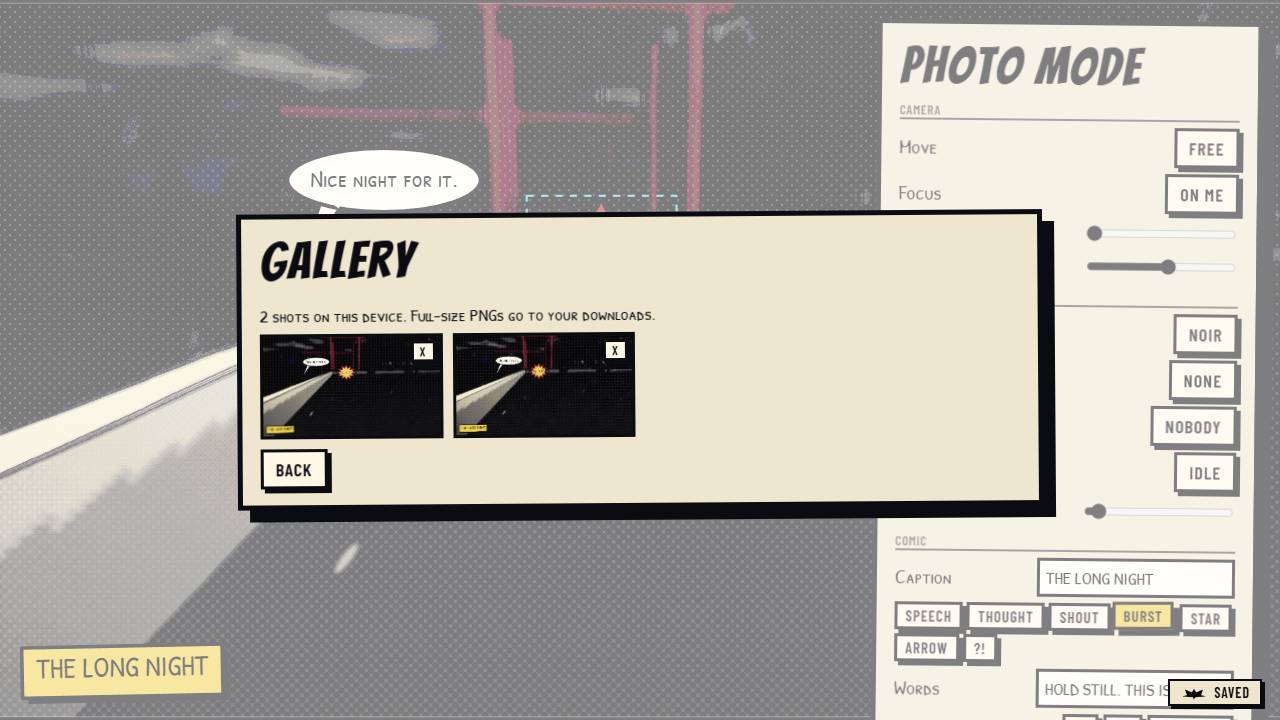 PHOTO MODE
CAMERA
Move FREE
Nice night for it.
Focus ON ME
GALLERY
2 shots on this device. Full-size PNGs go to your downloads.
X X
NOIR
NONE
NOBODY
BACK
IDLE
COMIC
Caption THE LONG NIGHT
SPEECH THOUGHT SHOUT BURST STAR
ARROW ?!
THE LONG NIGHT
Words HOLD STILL. THIS IS
SAVED